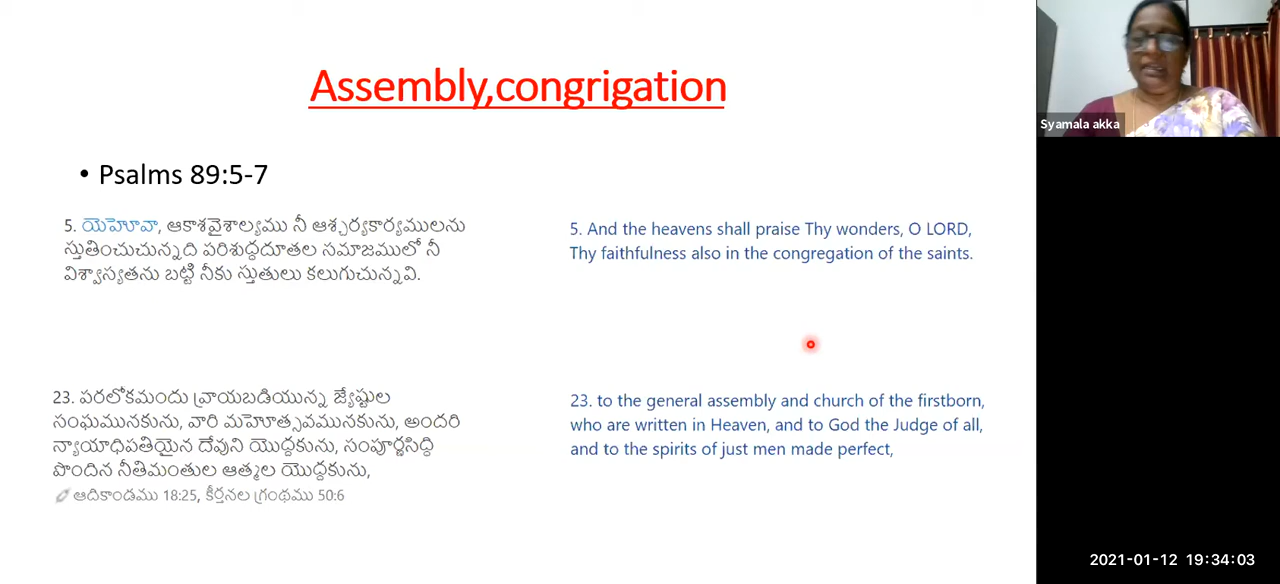 Assembly,congrigation
Syamala akka
• Psalms 89:5-7
5. యెహోవా, ఆకాశవైశాల్యము నీ ఆశ్చర్యకార్యములను
స్తుతించుచున్నది పరిశుద్ధదూతల సమాజములో నీ
విశ్వాస్యతను బట్టి నీకు స్తుతులు కలుగుచున్నవి.
5. And the heavens shall praise Thy wonders, O LORD,
Thy faithfulness also in the congregation of the saints.
23. పరలోకమందు వ్రాయబడియున్న జ్యేష్టుల
సంఘమునకును, వారి మహోత్సవమునకును, అందరి
న్యాయాధిపతియైన దేవుని యొద్దకును, సంపూర్ణసిద్ధి
పొందిన నీతిమంతుల ఆత్మల యొద్దకును,
ఆదికాండము 18:25, కీర్తనల గ్రంథము 50:6
23. to the general assembly and church of the firstborn,
who are written in Heaven, and to God the Judge of all,
and to the spirits of just men made perfect,
2021-01-12 19:34:03